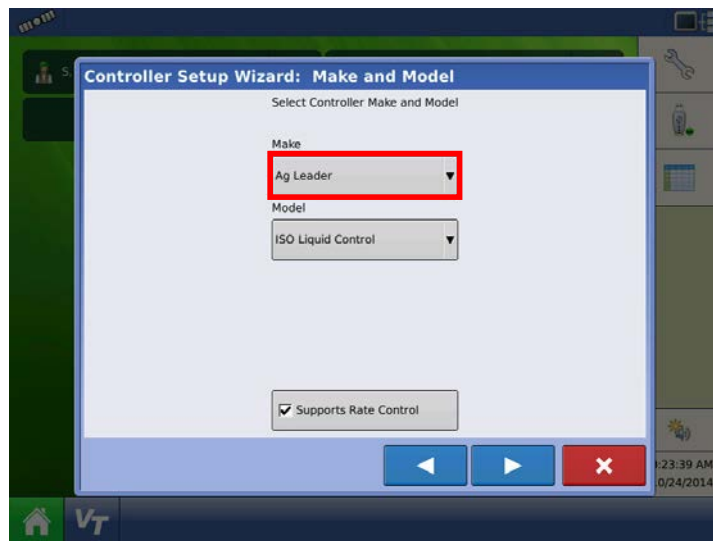 S
Controller Setup Wizard: Make and Model
Select Controller Make and Model
Make
Ag Leader
Model
ISO Liquid Control
Supports Rate Control
:23:39 AM
0/24/2014
VT